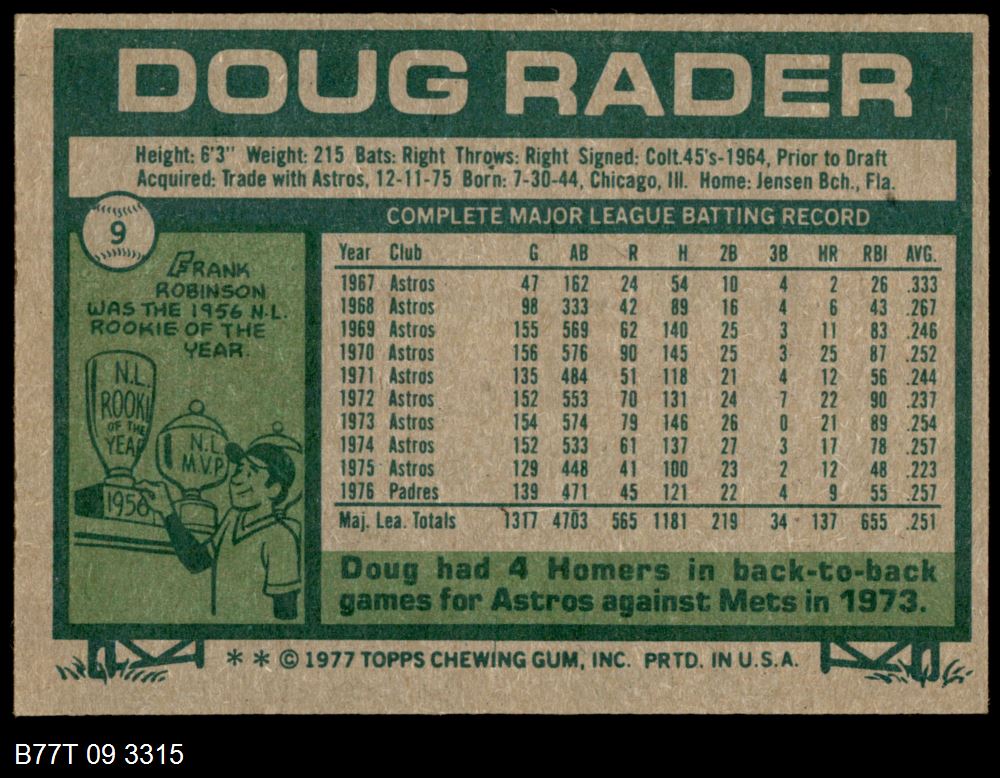 DOUG RADER
Height: 6'3" Weight: 215 Bats: Right Throws: Right Signed: Colt.45's-1964, Prior to Draft
Acquired: Trade with Astros, 12-11-75 Born: 7-30-44, Chicago, Ill. Home: Jensen Bch., Fla.
9
FRANK
ROBINSON
WAS THE 1956 N.L.
ROOKIE OF THE
YEAR.
N.L.
ROOKI
OF THE
YEAR
1956
N.L.
M.V.P.
COMPLETE MAJOR LEAGUE BATTING RECORD
Year Club G AB R H 2B 3B HR RBI AVG.
1967 Astros 47 162 24 54 10 4 2 26 .333
1968 Astros 98 333 42 89 16 4 6 43 .267
1969 Astros 155 569 62 140 25 3 11 83 .246
1970 Astros 156 576 90 145 25 3 25 87 .252
1971 Astros 135 484 51 118 21 4 12 56 .244
1972 Astros 152 553 70 131 24 7 22 90 .237
1973 Astros 154 574 79 146 26 0 21 89 .254
1974 Astros 152 533 61 137 27 3 17 78 .257
1975 Astros 129 448 41 100 23 2 12 48 .223
1976 Padres 139 471 45 121 22 4 9 55 .257
Maj. Lea. Totals 1317 4703 565 1181 219 34 137 655 .251
Doug had 4 Homers in back-to-back
games for Astros against Mets in 1973.
* * © 1977 TOPPS CHEWING GUM, INC. PRTD. IN U.S.A.
B77T 09 3315